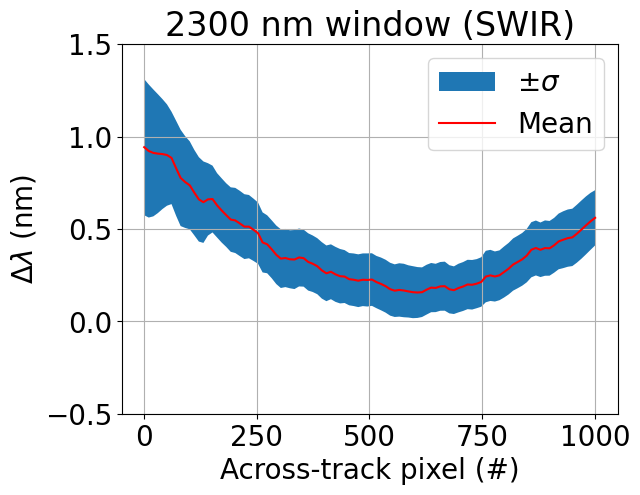 2300 nm window (SWIR)
±σ
Mean
Δλ (nm)
1.5
1.0
0.5
0.0
−0.5
0 250 500 750 1000
Across-track pixel (#)